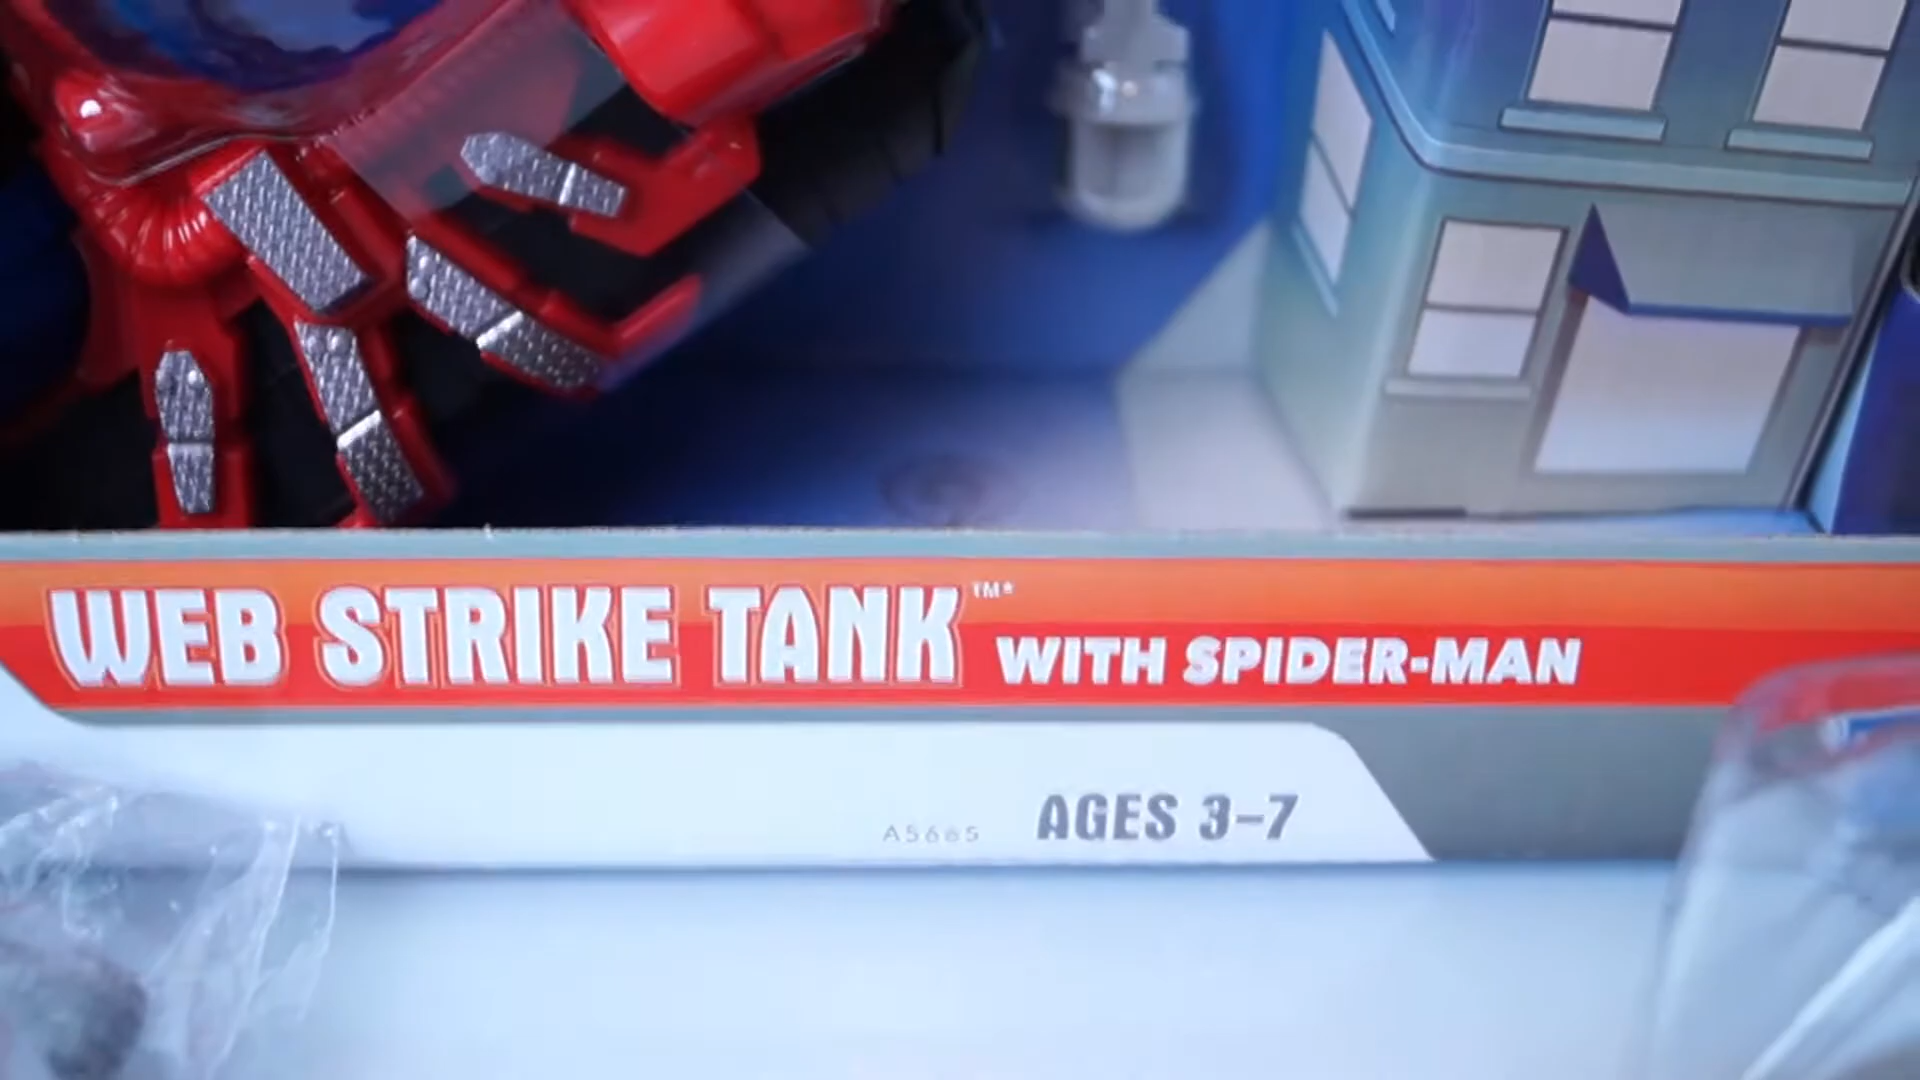 WEB STRIKE TANK™* WITH SPIDER-MAN
A5665 AGES 3-7